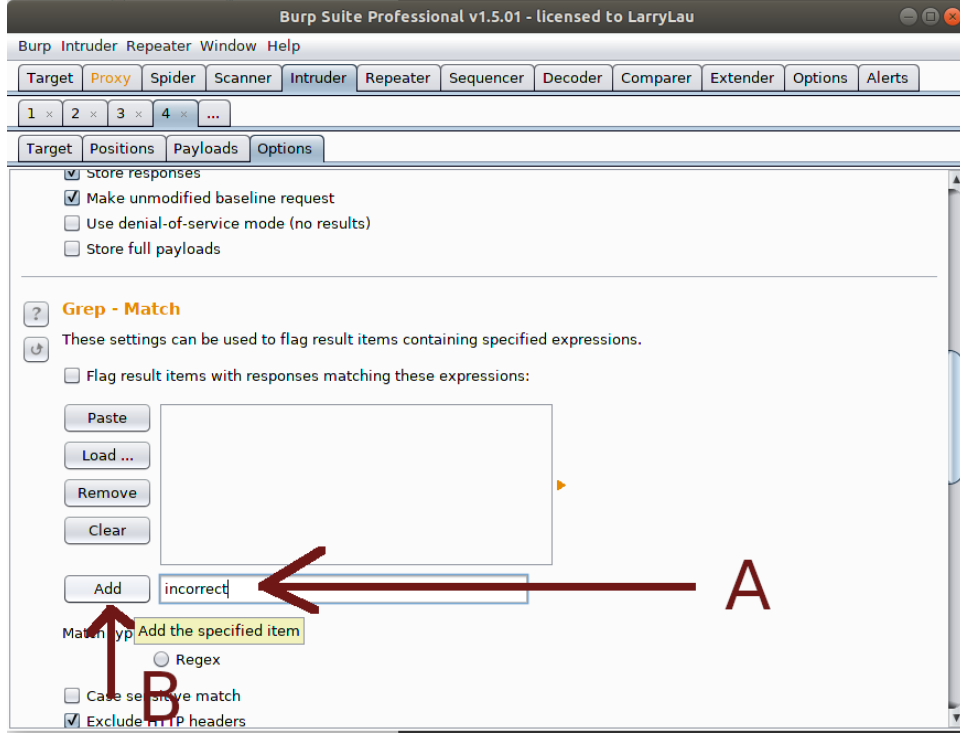 Burp Suite Professional v1.5.01 - licensed to LarryLau
Burp Intruder Repeater Window Help
Target Proxy Spider Scanner Intruder Repeater Sequencer Decoder Comparer Extender Options Alerts
1 × 2 × 3 × 4 × ...
Target Positions Payloads Options
Store responses
Make unmodified baseline request
Use denial-of-service mode (no results)
Store full payloads
? Grep - Match
These settings can be used to flag result items containing specified expressions.
Flag result items with responses matching these expressions:
Paste
Load ...
Remove
Clear
Add incorrect
A
Add the specified item
Regex
B
Case sensitive match
Exclude HTTP headers